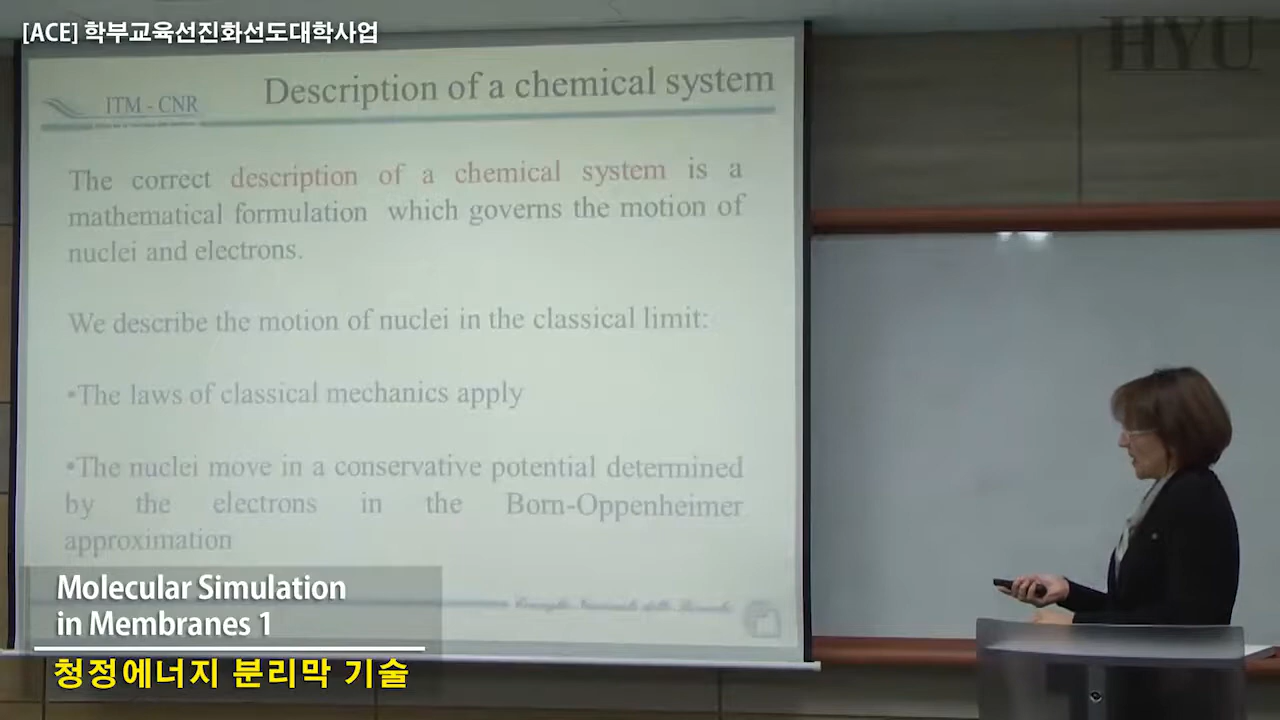 [ACE] 학부교육선진화선도대학사업
HYU
Description of a chemical system
ITM - CNR
The correct description of a chemical system is a
mathematical formulation which governs the motion of
nuclei and electrons.
We describe the motion of nuclei in the classical limit:
•The laws of classical mechanics apply
•The nuclei move in a conservative potential determined
by the electrons in the Born-Oppenheimer
approximation
Molecular Simulation
in Membranes 1
청정에너지 분리막 기술